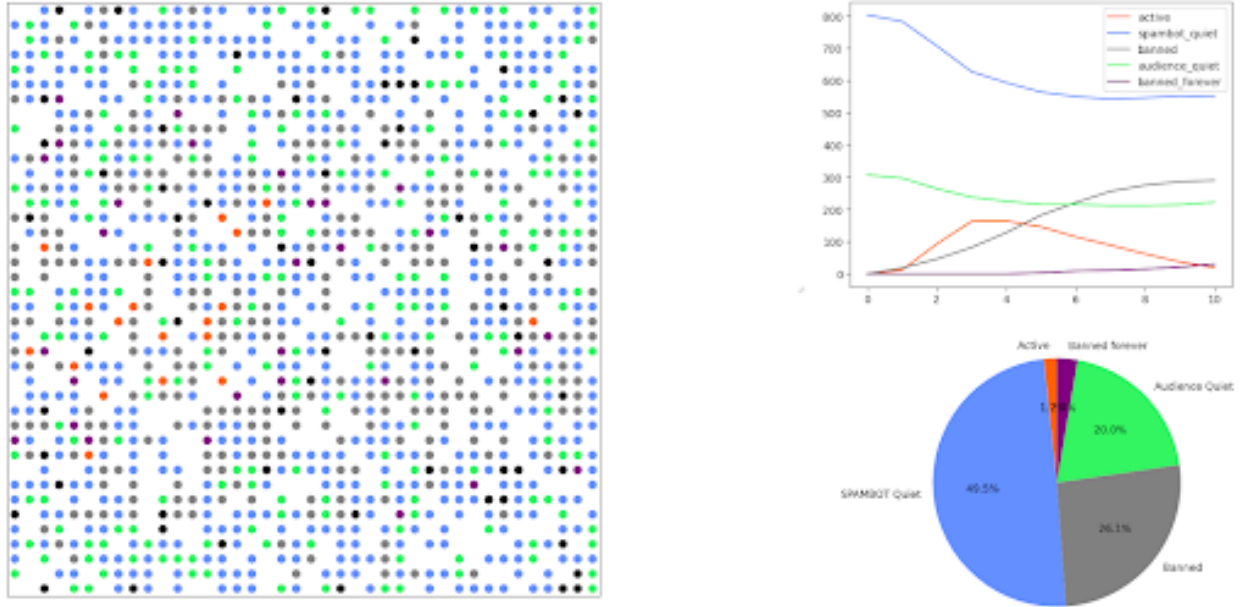 800
700
600
500
400
300
200
100
0
0 2 4 6 8 10
active
spambot_quiet
banned
audience_quiet
banned_forever
Active
Banned forever
Audience Quiet
20.0%
SPAMBOT Quiet
49.5%
26.1%
Banned